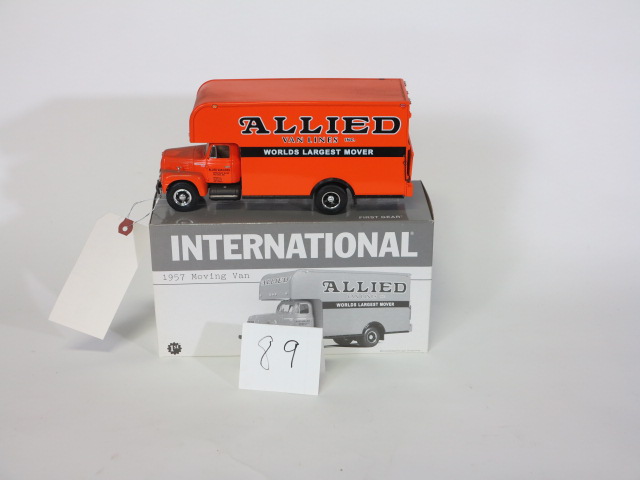 ALLIED
VAN LINES INC.
WORLDS LARGEST MOVER
FIRST GEAR
INTERNATIONAL
1957 Moving Van
ALLIED
WORLDS LARGEST MOVER
89